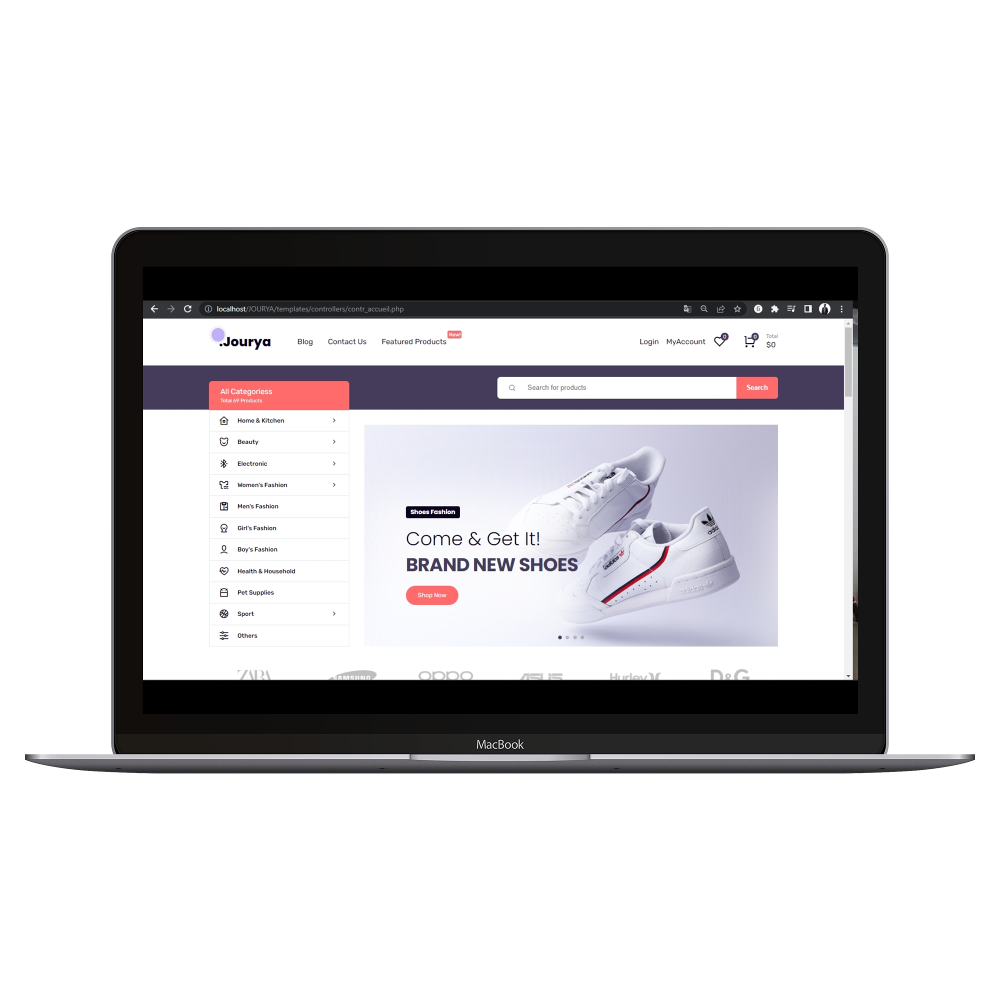 localhost/JOURYA/templates/controllers/contr_accueil.php
.Jourya
Blog
Contact Us
Featured Products
New!
Login
MyAccount
0
0
Total
$0
All Categoriess
Total 69 Products
Search for products
Search
Home & Kitchen
Beauty
Electronic
Women's Fashion
Men's Fashion
Girl's Fashion
Boy's Fashion
Health & Household
Pet Supplies
Sport
Others
Shoes Fashion
Come & Get It!
BRAND NEW SHOES
Shop Now
adidas
adidas
ZARA
SAMSUNG
oppo
ASUS
Hurley
D&G
MacBook